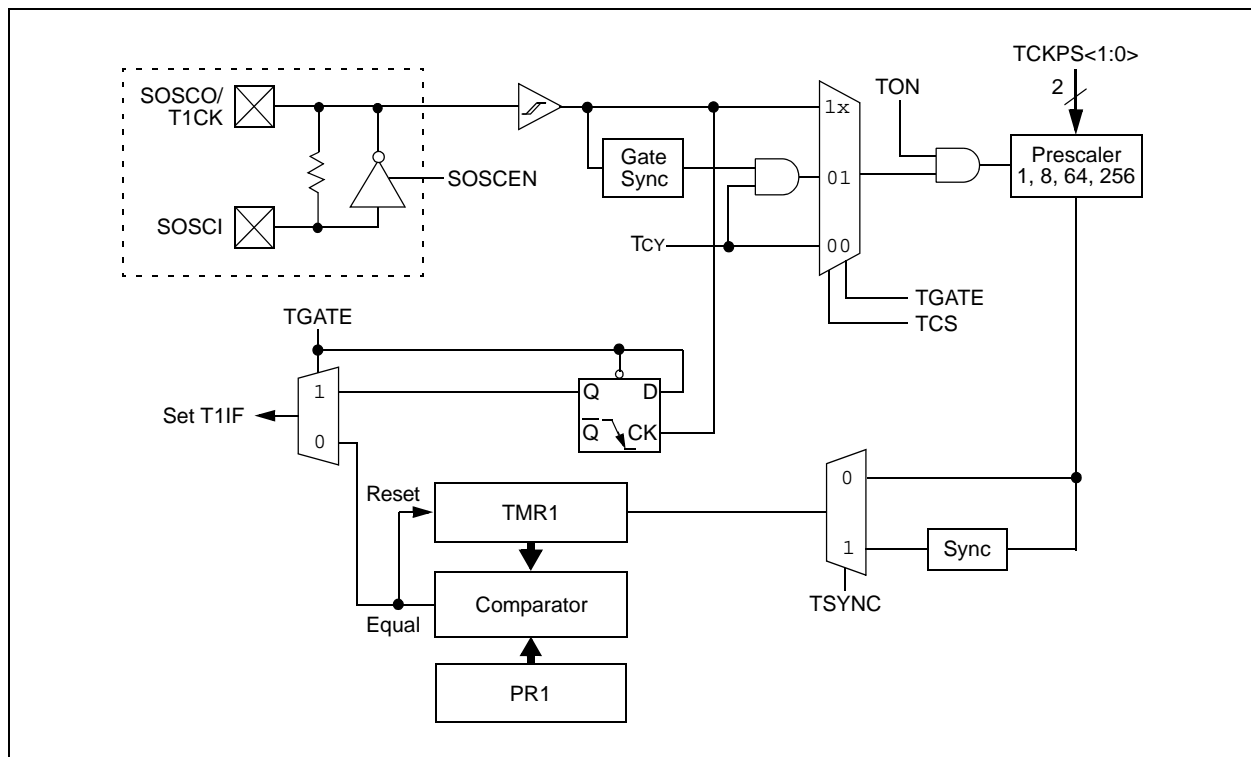 TCKPS<1:0>
2
SOSCO/
T1CK
TON
1x
Gate
Sync
Prescaler
1, 8, 64, 256
SOSCEN
01
SOSCI
TCY
00
TGATE
TCS
TGATE
1
Q
D
Set T1IF
Q
CK
0
Reset
TMR1
0
1
Sync
Comparator
TSYNC
Equal
PR1